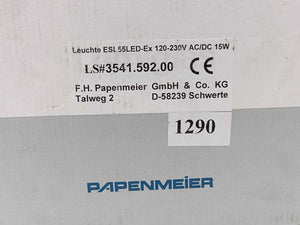 Leuchte ESL55LED-Ex 120-230V AC/DC 15W
LS#3541.592.00 CE
F.H. Papenmeier GmbH & Co. KG
Talweg 2 D-58239 Schwerte
1290
PAPENMEIER